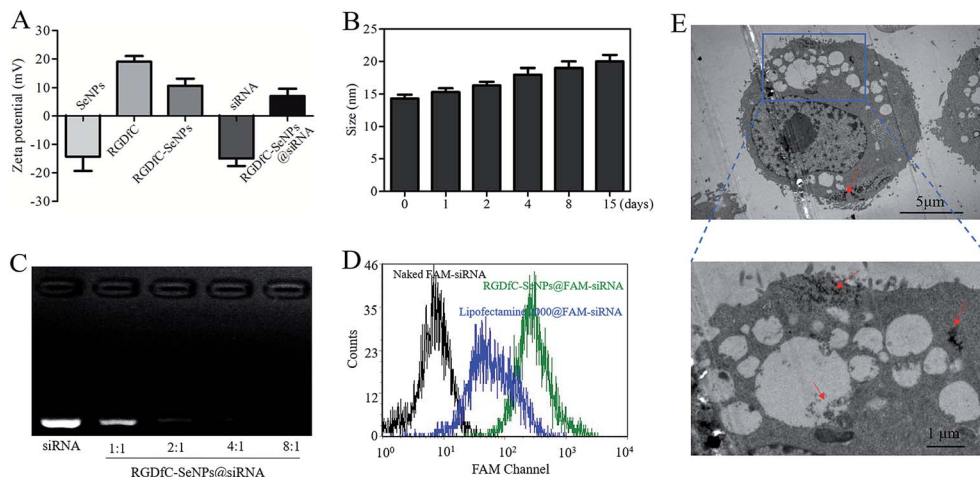 A
Zeta potential (mV)
30
20
10
0
-10
-20
-30
SeNPs
RGDfC
RGDfC-SeNPs
siRNA
RGDfC-SeNPs
@siRNA
B
Size (nm)
25
20
15
10
5
0
0 1 2 4 8 15 (days)
C
siRNA 1:1 2:1 4:1 8:1
RGDfC-SeNPs@siRNA
D
Counts
46
35
23
12
0
Naked FAM-siRNA
RGDfC-SeNPs@FAM-siRNA
Lipofectamine2000@FAM-siRNA
10⁰ 10¹ 10² 10³ 10⁴
FAM Channel
E
5μm
1 μm